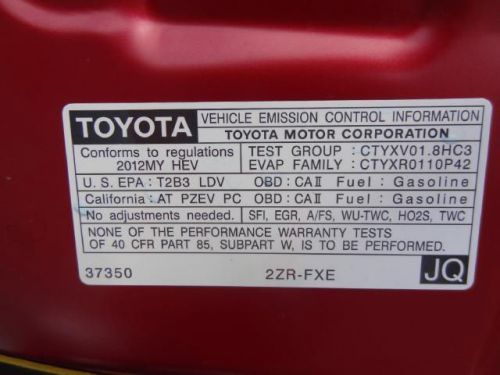 TOYOTA VEHICLE EMISSION CONTROL INFORMATION
TOYOTA MOTOR CORPORATION
Conforms to regulations TEST GROUP : CTYXV01.8HC3
2012MY HEV EVAP FAMILY : CTYXR0110P42
U.S. EPA : T2B3 LDV OBD : CAII Fuel : Gasoline
California : AT PZEV PC OBD : CAII Fuel : Gasoline
No adjustments needed. SFI, EGR, A/FS, WU-TWC, HO2S, TWC
NONE OF THE PERFORMANCE WARRANTY TESTS
OF 40 CFR PART 85, SUBPART W, IS TO BE PERFORMED.
37350 2ZR-FXE JQ